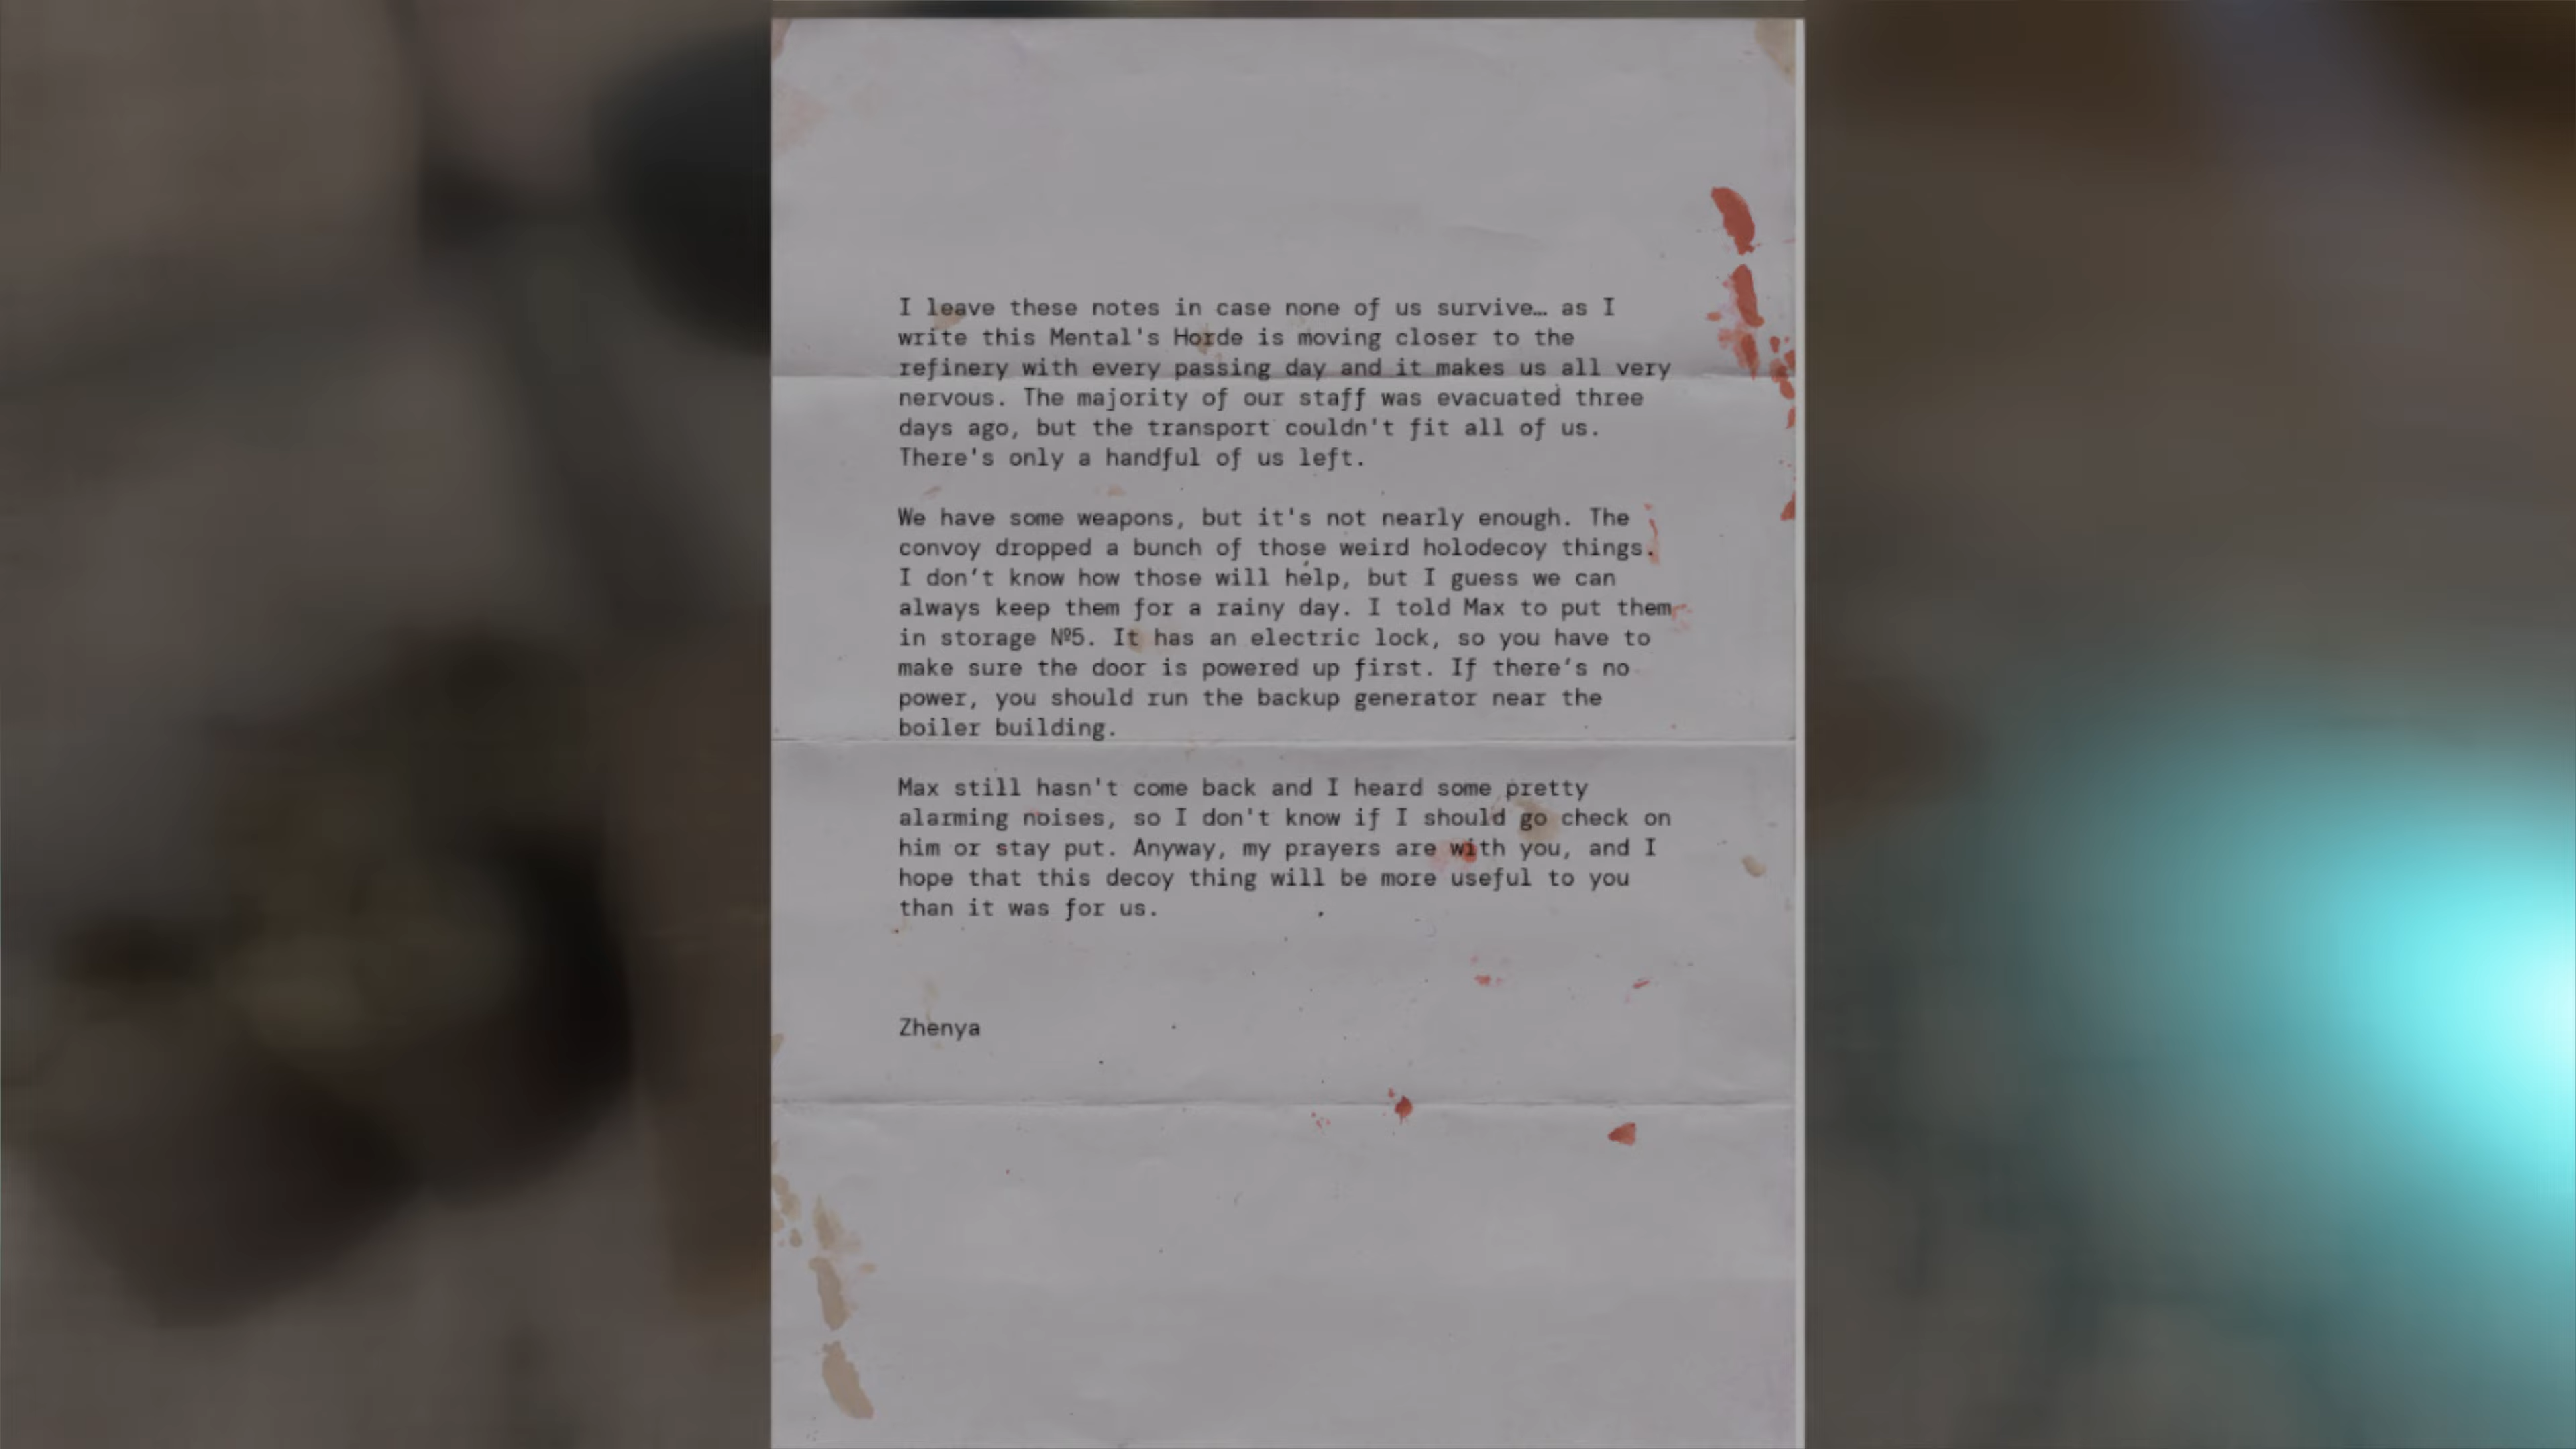 I leave these notes in case none of us survive… as I
write this Mental's Horde is moving closer to the
refinery with every passing day and it makes us all very
nervous. The majority of our staff was evacuated three
days ago, but the transport couldn't fit all of us.
There's only a handful of us left.
We have some weapons, but it's not nearly enough. The
convoy dropped a bunch of those weird holodecoy things.
I don‘t know how those will help, but I guess we can
always keep them for a rainy day. I told Max to put them
in storage №5. It has an electric lock, so you have to
make sure the door is powered up first. If there‘s no
power, you should run the backup generator near the
boiler building.
Max still hasn't come back and I heard some pretty
alarming noises, so I don't know if I should go check on
him or stay put. Anyway, my prayers are with you, and I
hope that this decoy thing will be more useful to you
than it was for us.
Zhenya